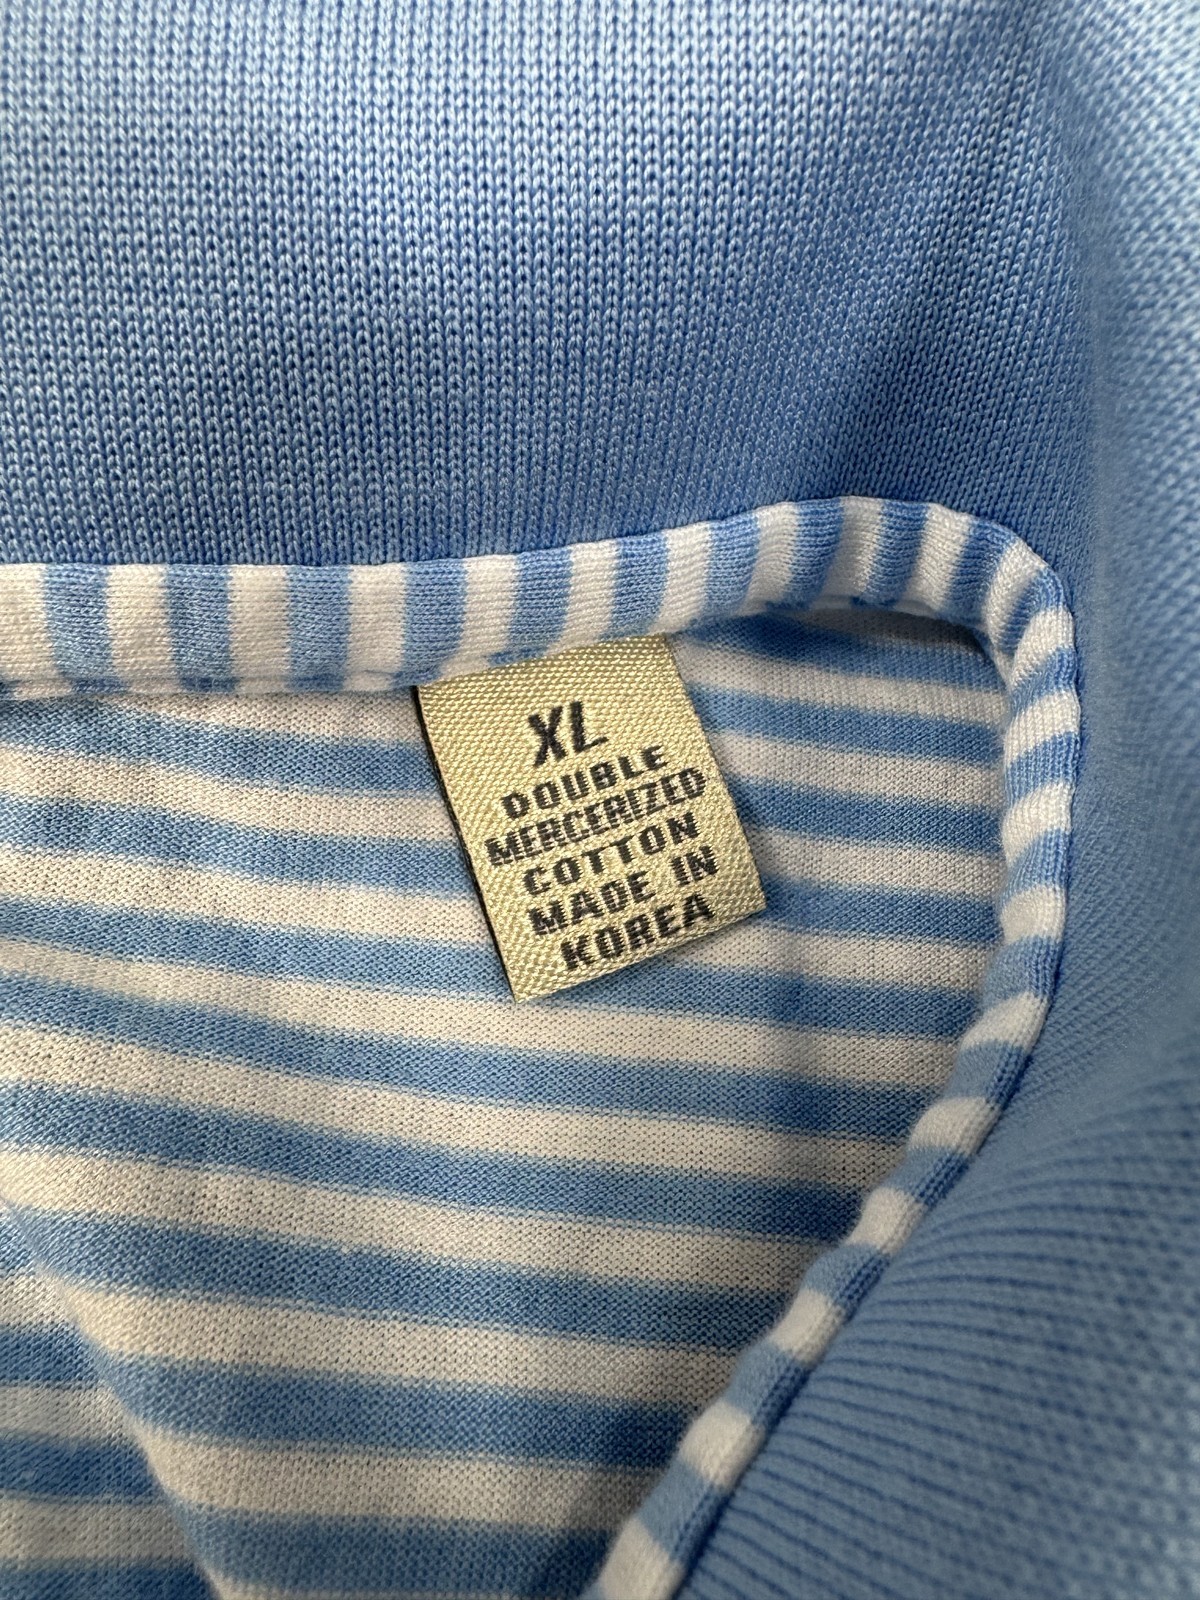 XL
DOUBLE
MERCERIZED
COTTON
MADE IN
KOREA